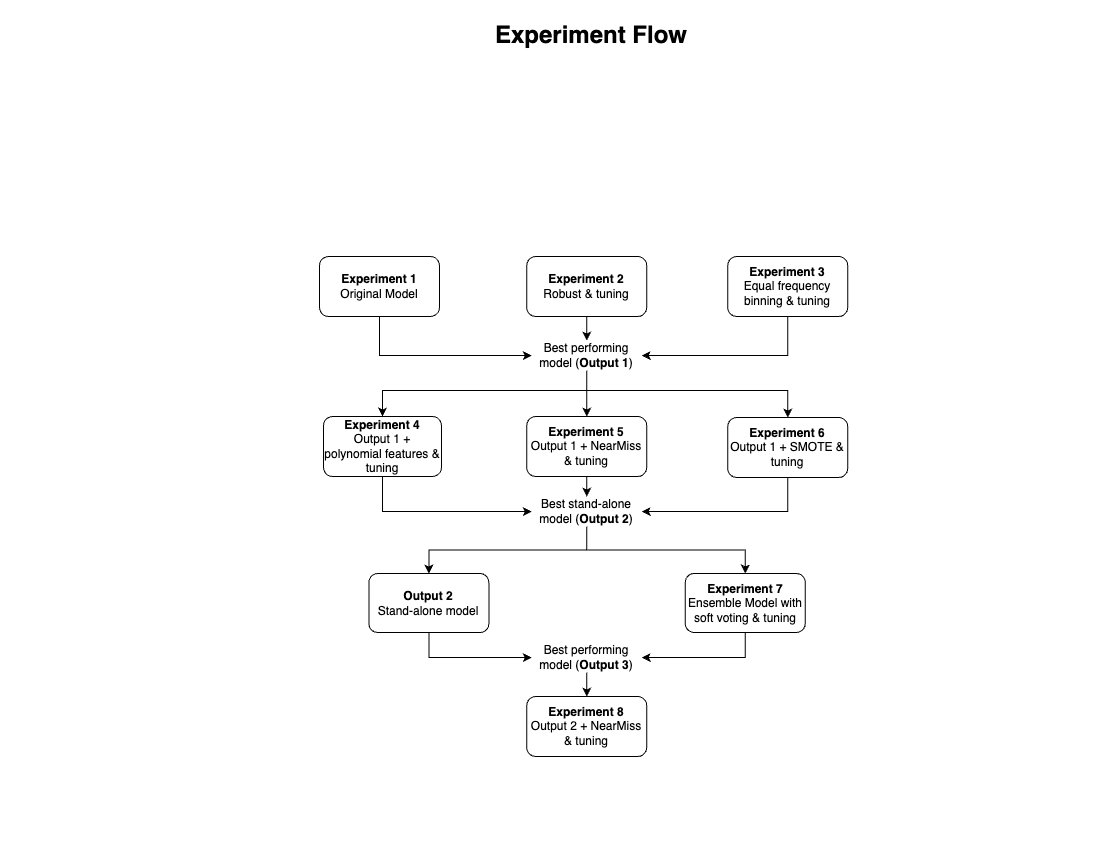 Experiment Flow
Experiment 1
Original Model
Experiment 2
Robust & tuning
Experiment 3
Equal frequency
binning & tuning
Best performing
model (Output 1)
Experiment 4
Output 1 +
polynomial features &
tuning
Experiment 5
Output 1 + NearMiss
& tuning
Experiment 6
Output 1 + SMOTE &
tuning
Best stand-alone
model (Output 2)
Output 2
Stand-alone model
Experiment 7
Ensemble Model with
soft voting & tuning
Best performing
model (Output 3)
Experiment 8
Output 2 + NearMiss
& tuning